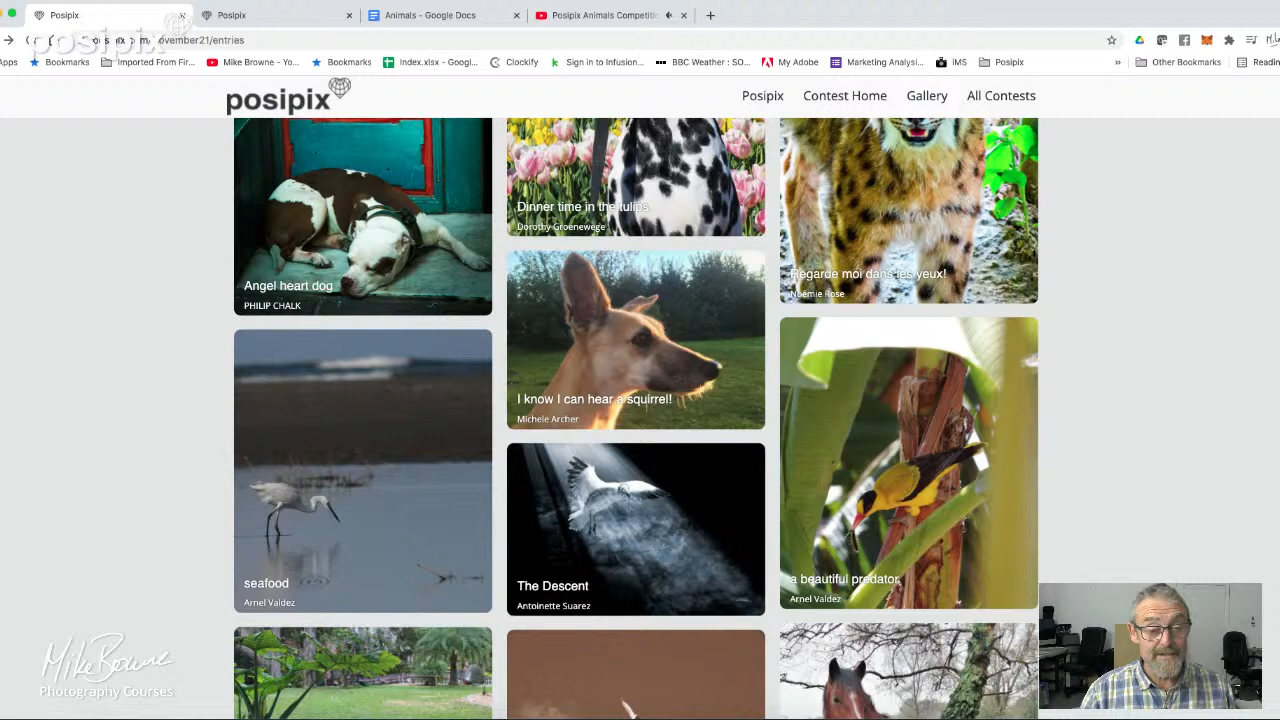 Posipix
Posipix
Animals - Google Docs
Posipix Animals Competitio
posipix
ovember21/entries
Apps
Bookmarks
Imported From Fir...
Mike Browne - Yo...
Bookmarks
Index.xlsx - Googl...
Clockify
Sign in to Infusion...
BBC Weather : SO...
My Adobe
Marketing Analysi...
iMS
Posipix
»
Other Bookmarks
Readin
posipix
Posipix
Contest Home
Gallery
All Contests
Angel heart dog
PHILIP CHALK
Dinner time in the tulips
Dorothy Groenewege
Regarde moi dans les yeux!
Noémie Rose
I know I can hear a squirrel!
Michele Archer
seafood
Arnel Valdez
The Descent
Antoinette Suarez
a beautiful predator
Arnel Valdez
Mike Browne
Photography Courses